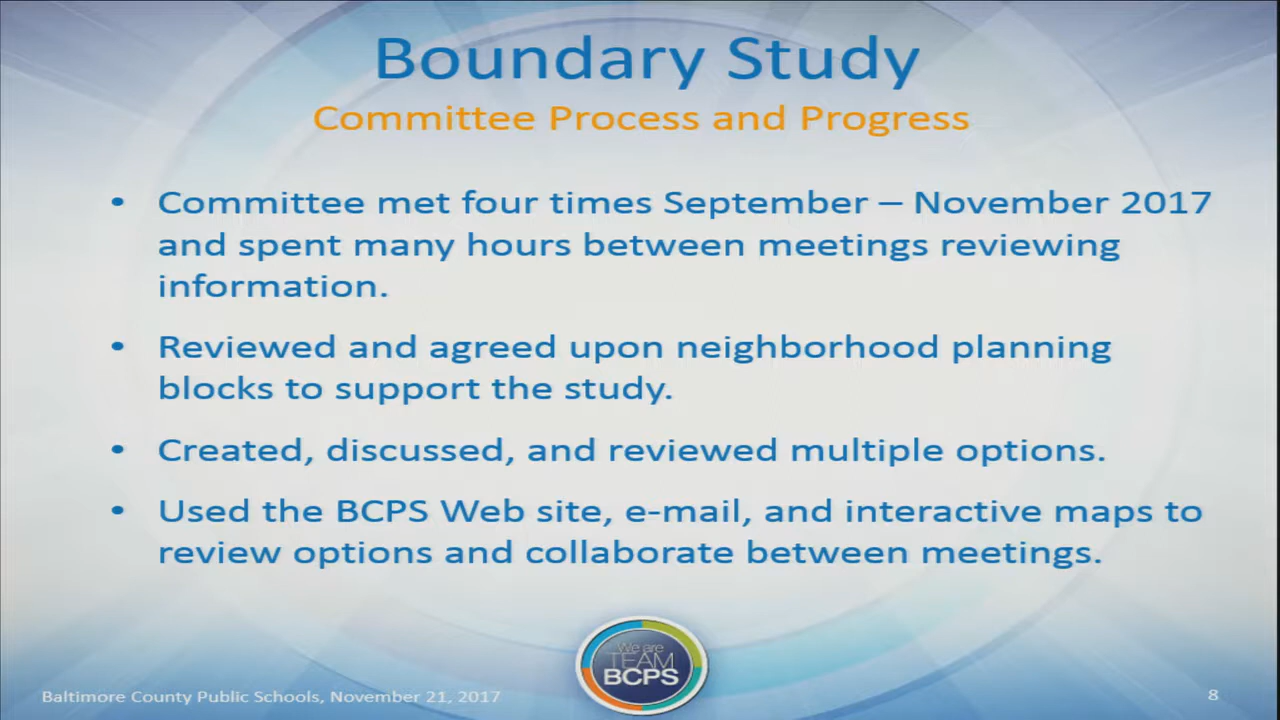 Boundary Study
Committee Process and Progress
• Committee met four times September – November 2017
and spent many hours between meetings reviewing
information.
• Reviewed and agreed upon neighborhood planning
blocks to support the study.
• Created, discussed, and reviewed multiple options.
• Used the BCPS Web site, e-mail, and interactive maps to
review options and collaborate between meetings.
We are
TEAM
BCPS
Baltimore County Public Schools, November 21, 2017
8